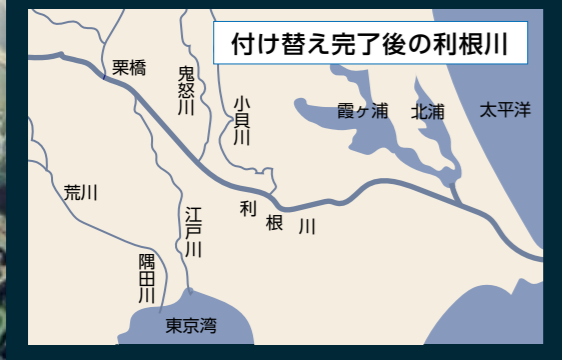 付け替え完了後の利根川
栗橋
鬼怒川
小貝川
霞ヶ浦
北浦
太平洋
荒川
江戸川
利根川
隅田川
東京湾